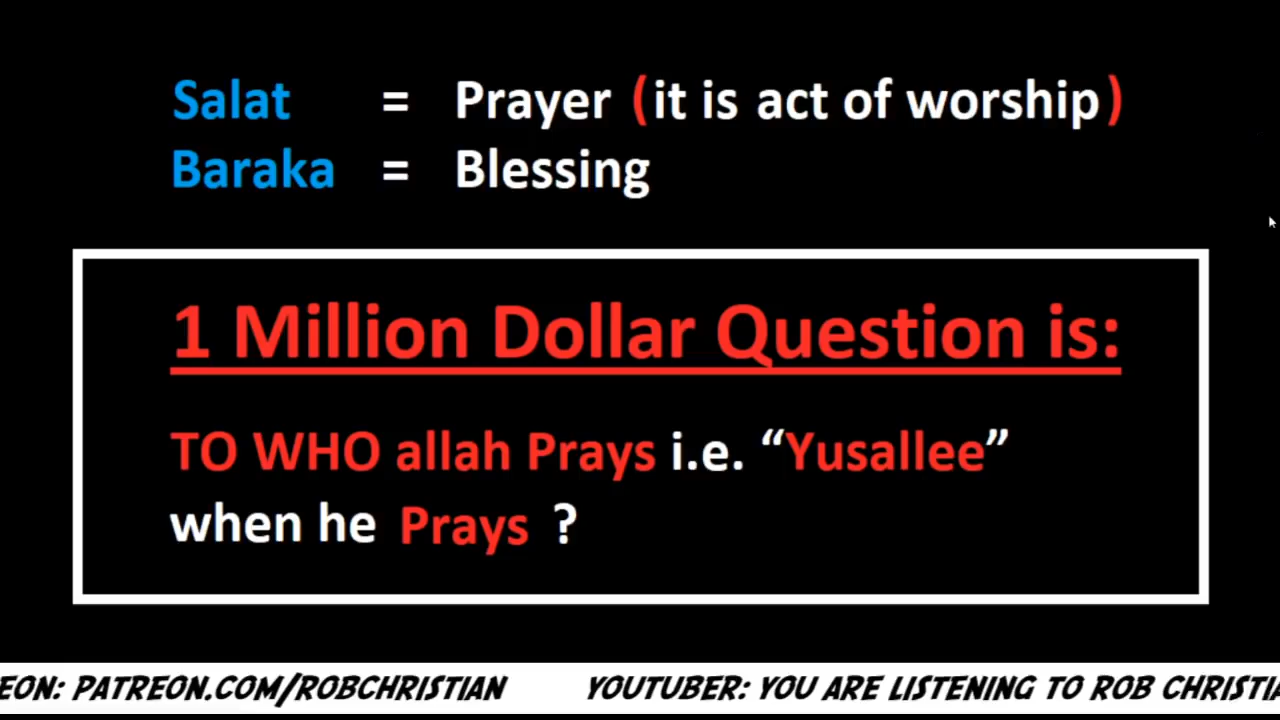 Salat = Prayer (it is act of worship)
Baraka = Blessing
1 Million Dollar Question is:
TO WHO allah Prays i.e. “Yusallee”
when he Prays ?
EON: PATREON.COM/ROBCHRISTIAN YOUTUBER: YOU ARE LISTENING TO ROB CHRISTIA